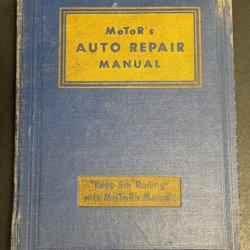 MoToR's
AUTO REPAIR
MANUAL
"Keep 'Em Rolling"
with MoToR's Manual